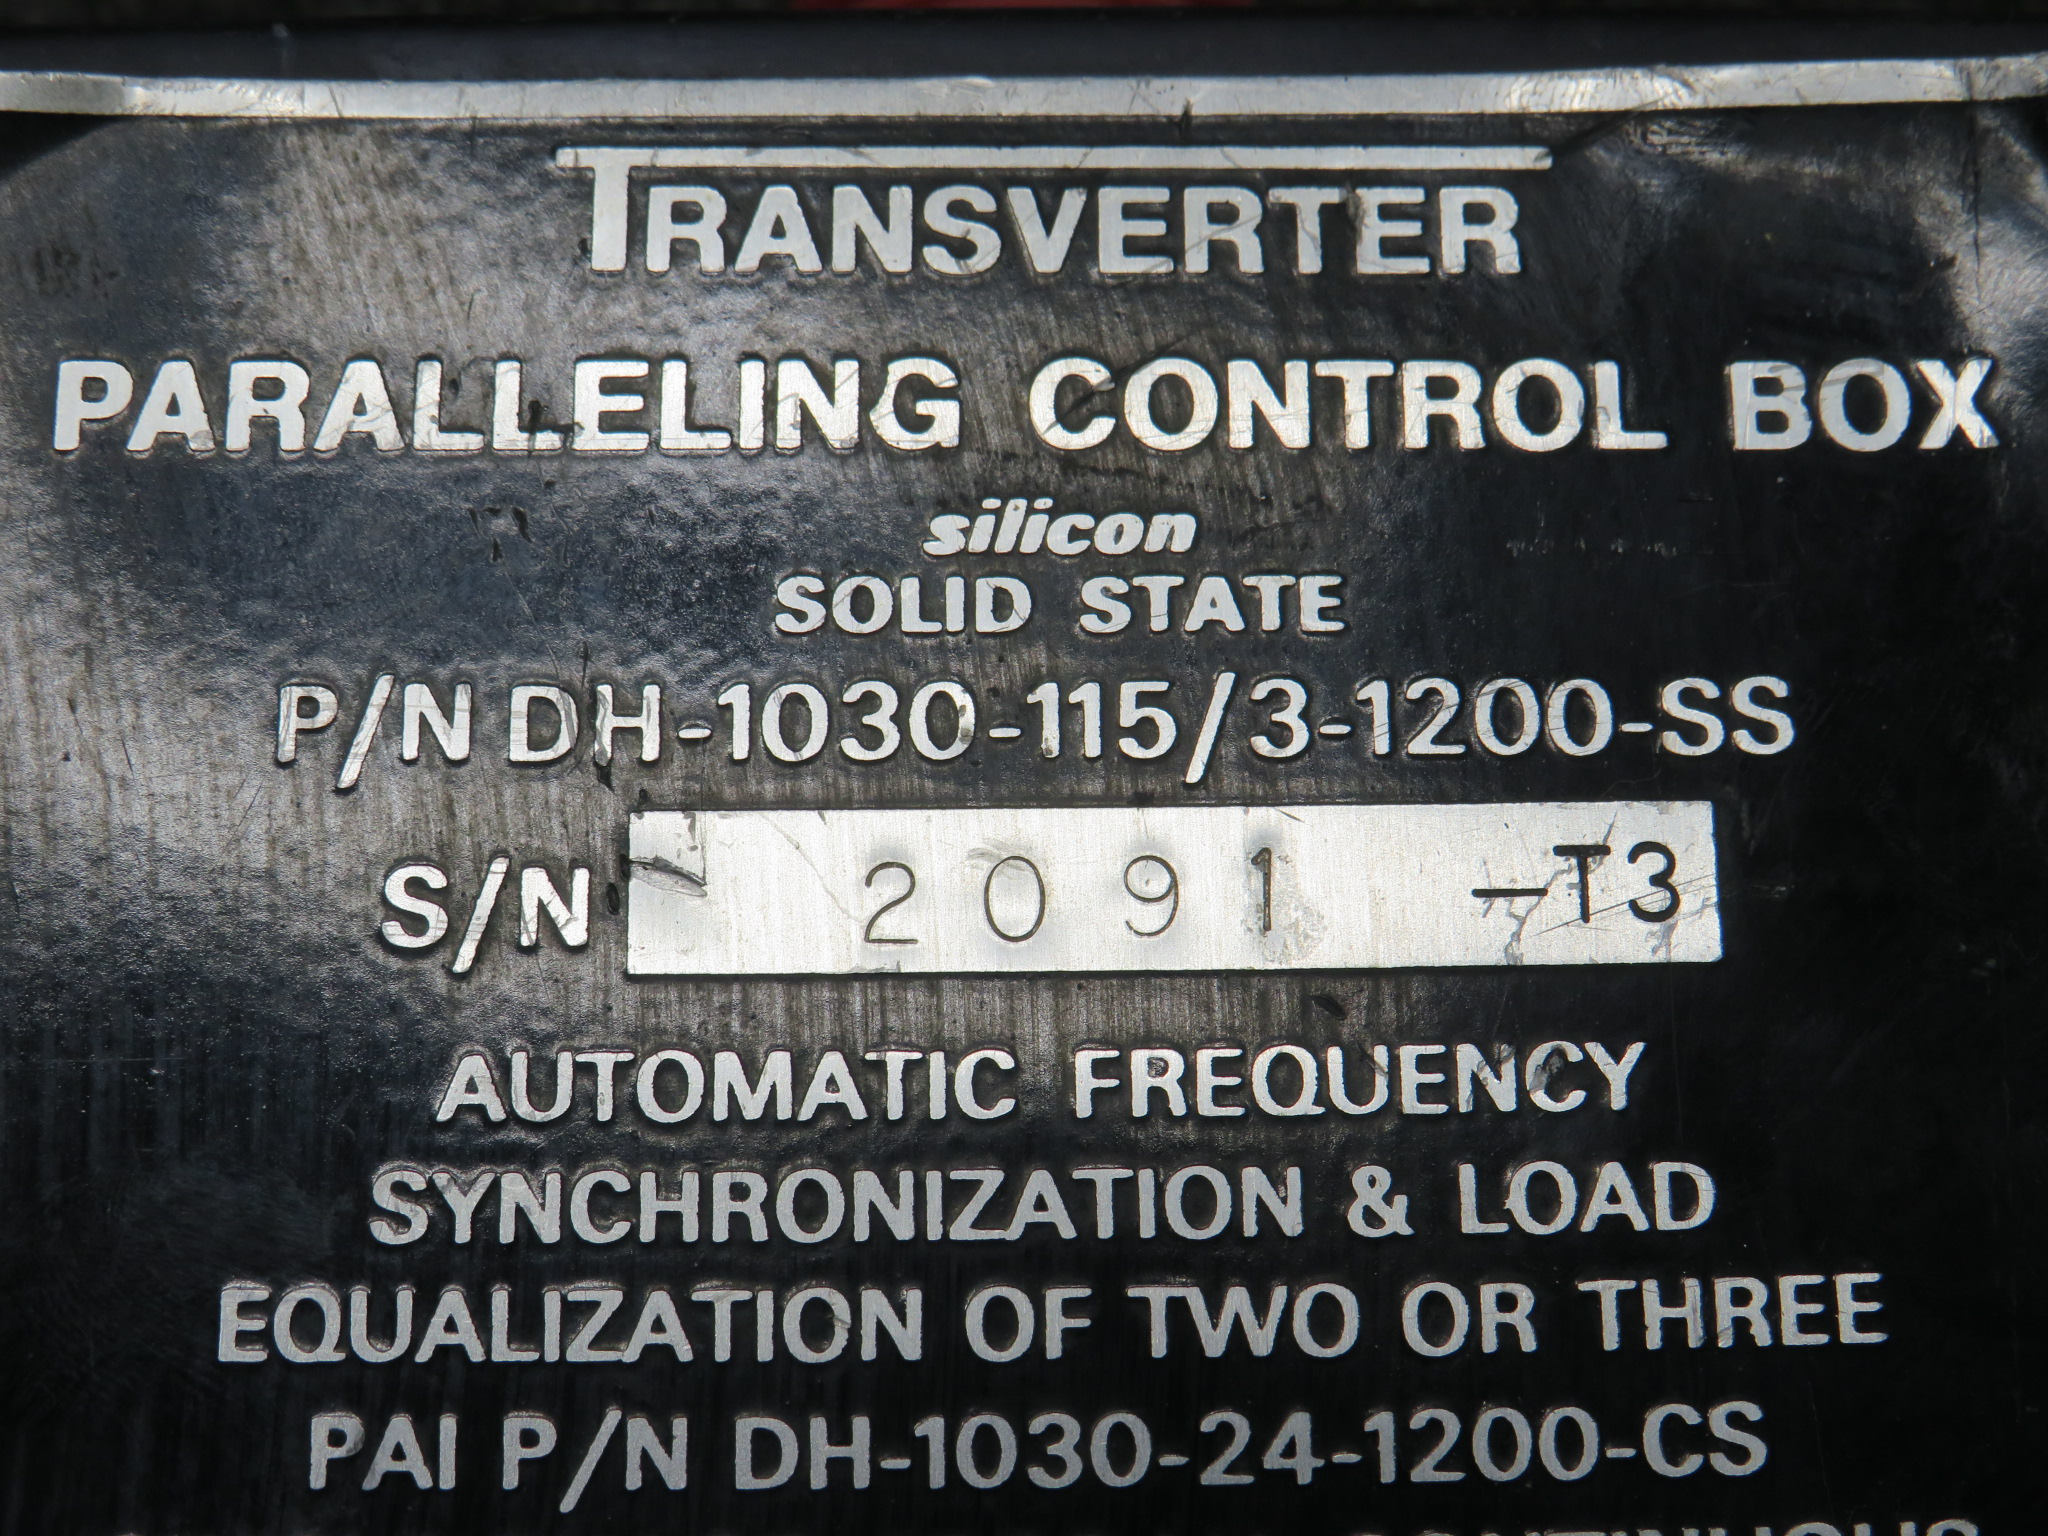 TRANSVERTER
PARALLELING CONTROL BOX
silicon
SOLID STATE
P/N DH-1030-115/3-1200-SS
S/N 2091 -T3
AUTOMATIC FREQUENCY
SYNCHRONIZATION & LOAD
EQUALIZATION OF TWO OR THREE
PAI P/N DH-1030-24-1200-CS